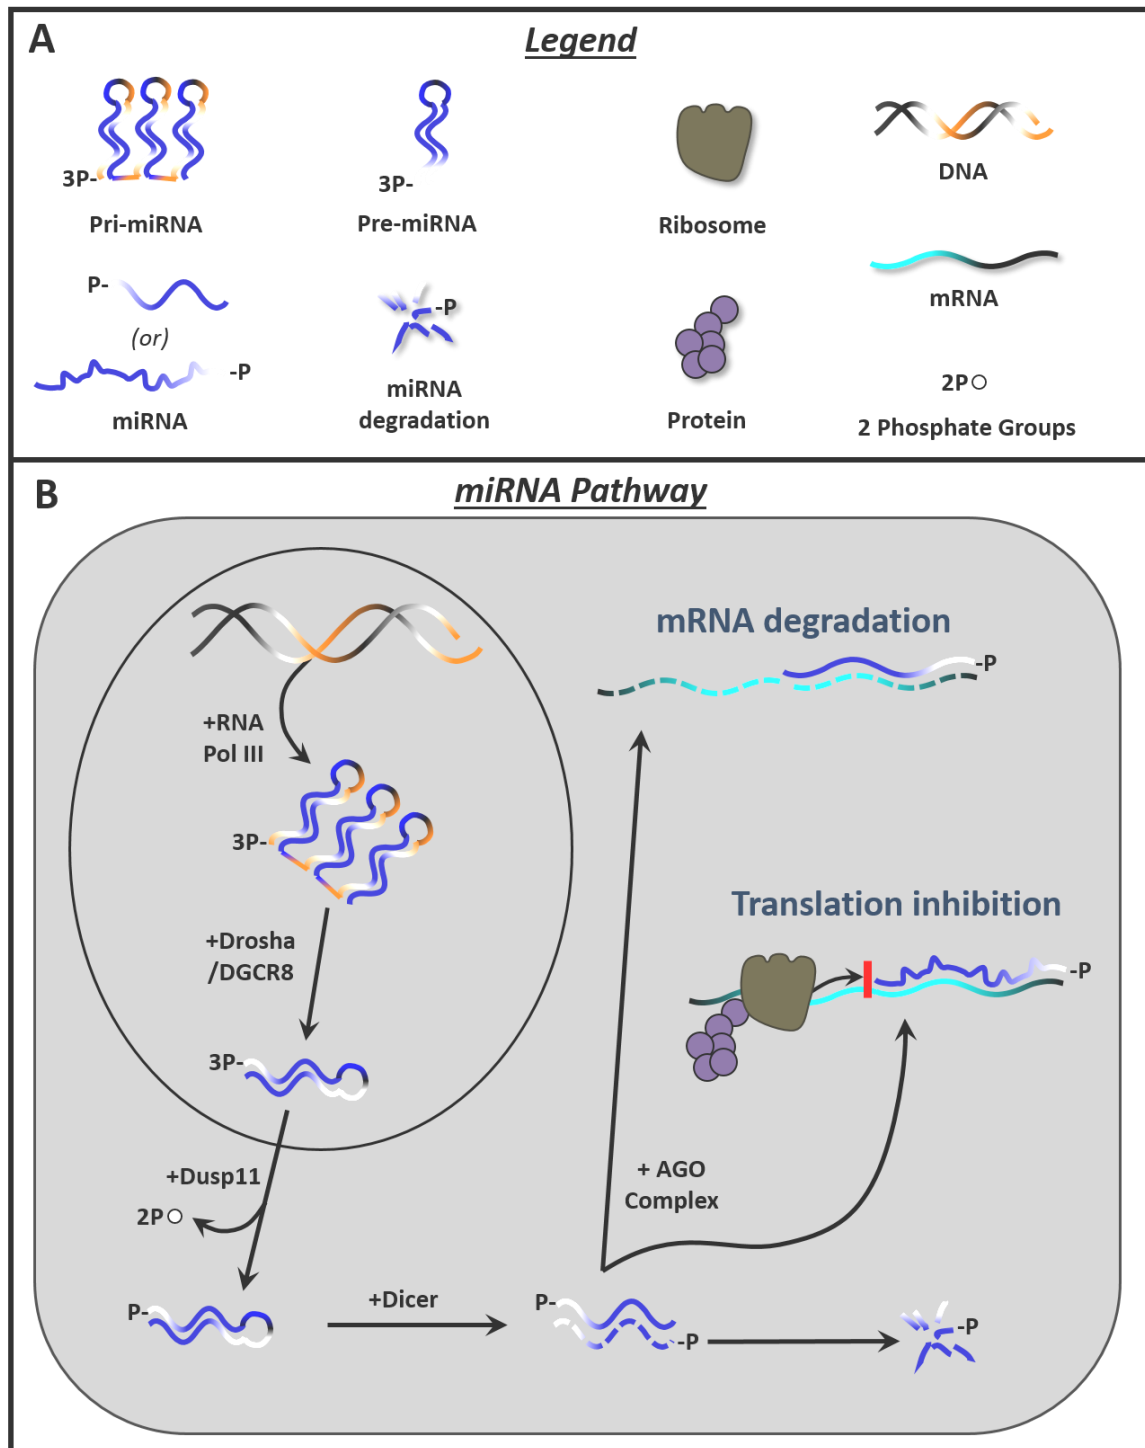 A
Legend
3P-
Pri-miRNA
3P-
Pre-miRNA
Ribosome
DNA
P-
(or)
-P
miRNA
-P
miRNA
degradation
Protein
mRNA
2P
2 Phosphate Groups
B
miRNA Pathway
+RNA
Pol III
3P-
+Drosha
/DGCR8
3P-
+Dusp11
2P
P-
+Dicer
P-
-P
-P
+ AGO
Complex
mRNA degradation
-P
Translation inhibition
-P